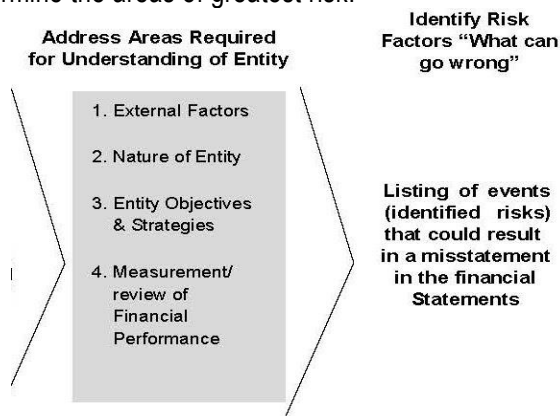 termine the areas of greatest risk.
Address Areas Required
for Understanding of Entity
Identify Risk
Factors “What can
go wrong”
1. External Factors
2. Nature of Entity
3. Entity Objectives
& Strategies
4. Measurement/
review of
Financial
Performance
Listing of events
(identified risks)
that could result
in a misstatement
in the financial
Statements